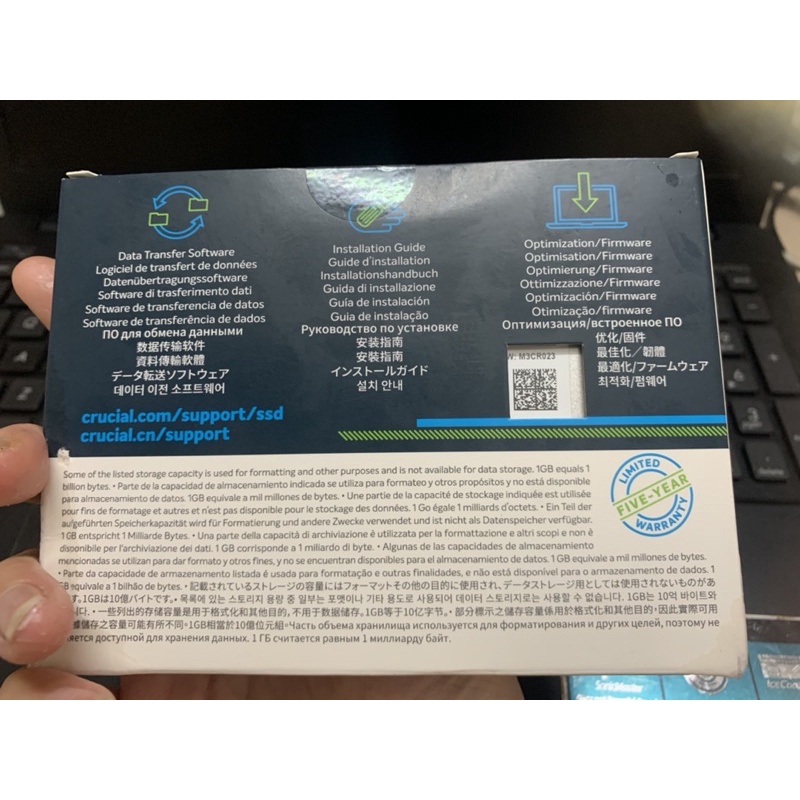 Data Transfer Software
Logiciel de transfert de données
Datenübertragungssoftware
Software di trasferimento dati
Software de transferencia de datos
Software de transferência de dados
ПО для обмена данными
数据传输软件
資料傳輸軟體
データ転送ソフトウェア
데이터 이전 소프트웨어
crucial.com/support/ssd
crucial.cn/support
Installation Guide
Guide d'installation
Installationshandbuch
Guida di installazione
Guía de instalación
Guia de instalação
Руководство по установке
安装指南
安裝指南
インストールガイド
설치 안내
Optimization/Firmware
Optimisation/Firmware
Optimierung/Firmware
Ottimizzazione/Firmware
Optimización/Firmware
Otimização/firmware
Оптимизация/встроенное ПО
优化/固件
最佳化／韌體
最適化/ファームウェア
최적화/펌웨어
W: M3CR023
Some of the listed storage capacity is used for formatting and other purposes and is not available for data storage. 1GB equals 1
billion bytes. • Parte de la capacidad de almacenamiento indicada se utiliza para formateo y otros propósitos y no está disponible
para almacenamiento de datos. 1GB equivale a mil millones de bytes. • Une partie de la capacité de stockage indiquée est utilisée
pour fins de formatage et autres et n'est pas disponible pour le stockage des données. 1 Go égale 1 milliards d'octets. • Ein Teil der
aufgeführten Speicherkapazität wird für Formatierung und andere Zwecke verwendet und ist nicht als Datenspeicher verfügbar.
1 GB entspricht 1 Milliarde Bytes. • Una parte della capacità di archiviazione è utilizzata per la formattazione e altri scopi e non è
disponibile per l'archiviazione dei dati. 1 GB corrisponde a 1 miliardo di byte. • Algunas de las capacidades de almacenamiento
mencionadas se utilizan para dar formato y otros fines, y no se encuentran disponibles para el almacenamiento de datos. 1 GB equivale a mil millones de bytes.
• Parte da capacidade de armazenamento listada é usada para formatação e outras finalidades, e não está disponível para o armazenamento de dados. 1
GB equivale a 1 bilhão de bytes. • 記載されているストレージの容量にはフォーマットその他の目的に使用され、データストレージ用としては使用されないものがあ
す。1GBは10億バイトです。• 목록에 있는 스토리지 용량 중 일부는 포맷이나 기타 용도로 사용되어 데이터 스토리지로는 사용할 수 없습니다. 1GB는 10억 바이트와
니다. • 一些列出的存储容量是用于格式化和其他目的, 不用于数据储存。1GB等于10亿字节。• 部分標示之儲存容量係用於格式化和其他目的，因此實際可用
據儲存之容量可能有所不同。1GB相當於10億位元組。•Часть объема хранилища используется для форматирования и других целей, поэтому не
яется доступной для хранения данных. 1 ГБ считается равным 1 миллиарду байт.
LIMITED
FIVE-YEAR
WARRANTY
SonicMaster
IceCool